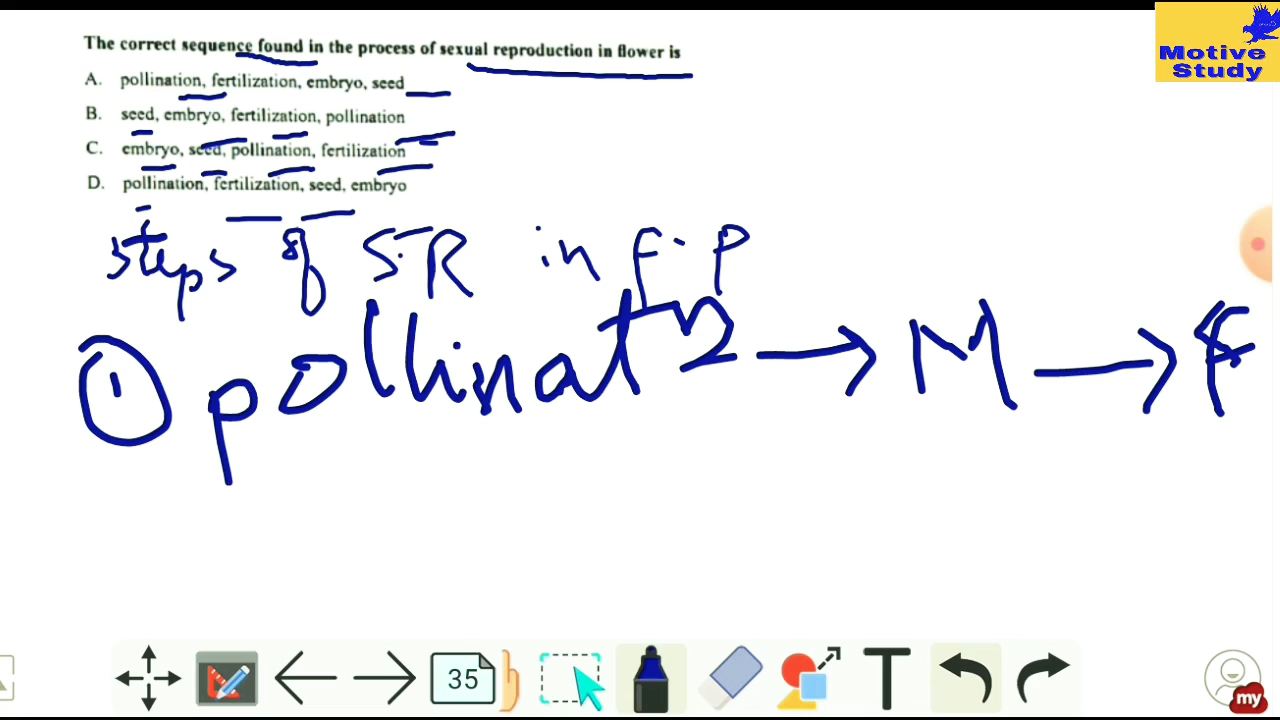 Motive
Study
The correct sequence found in the process of sexual reproduction in flower is
A. pollination, fertilization, embryo, seed
B. seed, embryo, fertilization, pollination
C. embryo, seed, pollination, fertilization
D. pollination, fertilization, seed, embryo
steps of S.R in F.P
① pollinatn → M → F
35
my